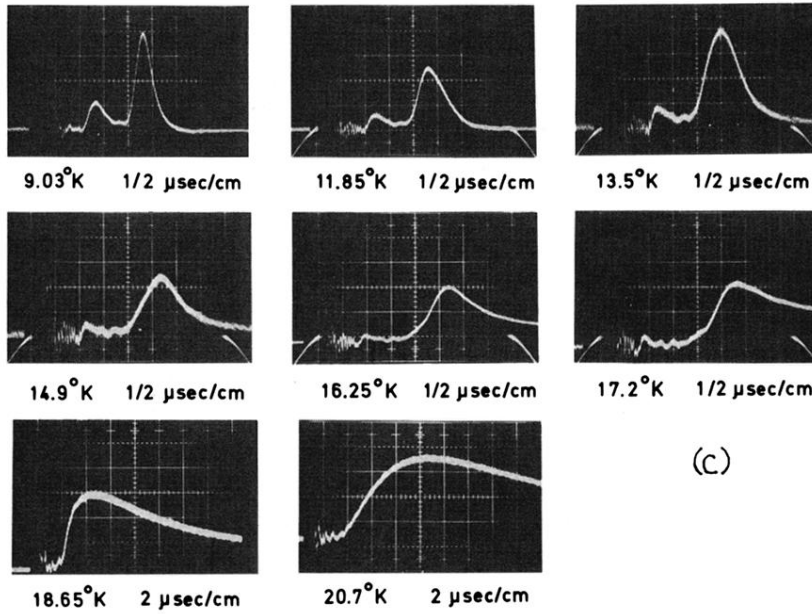 9.03°K 1/2 μsec/cm
11.85°K 1/2 μsec/cm
13.5°K 1/2 μsec/cm
14.9°K 1/2 μsec/cm
16.25°K 1/2 μsec/cm
17.2°K 1/2 μsec/cm
(C)
18.65°K 2 μsec/cm
20.7°K 2 μsec/cm